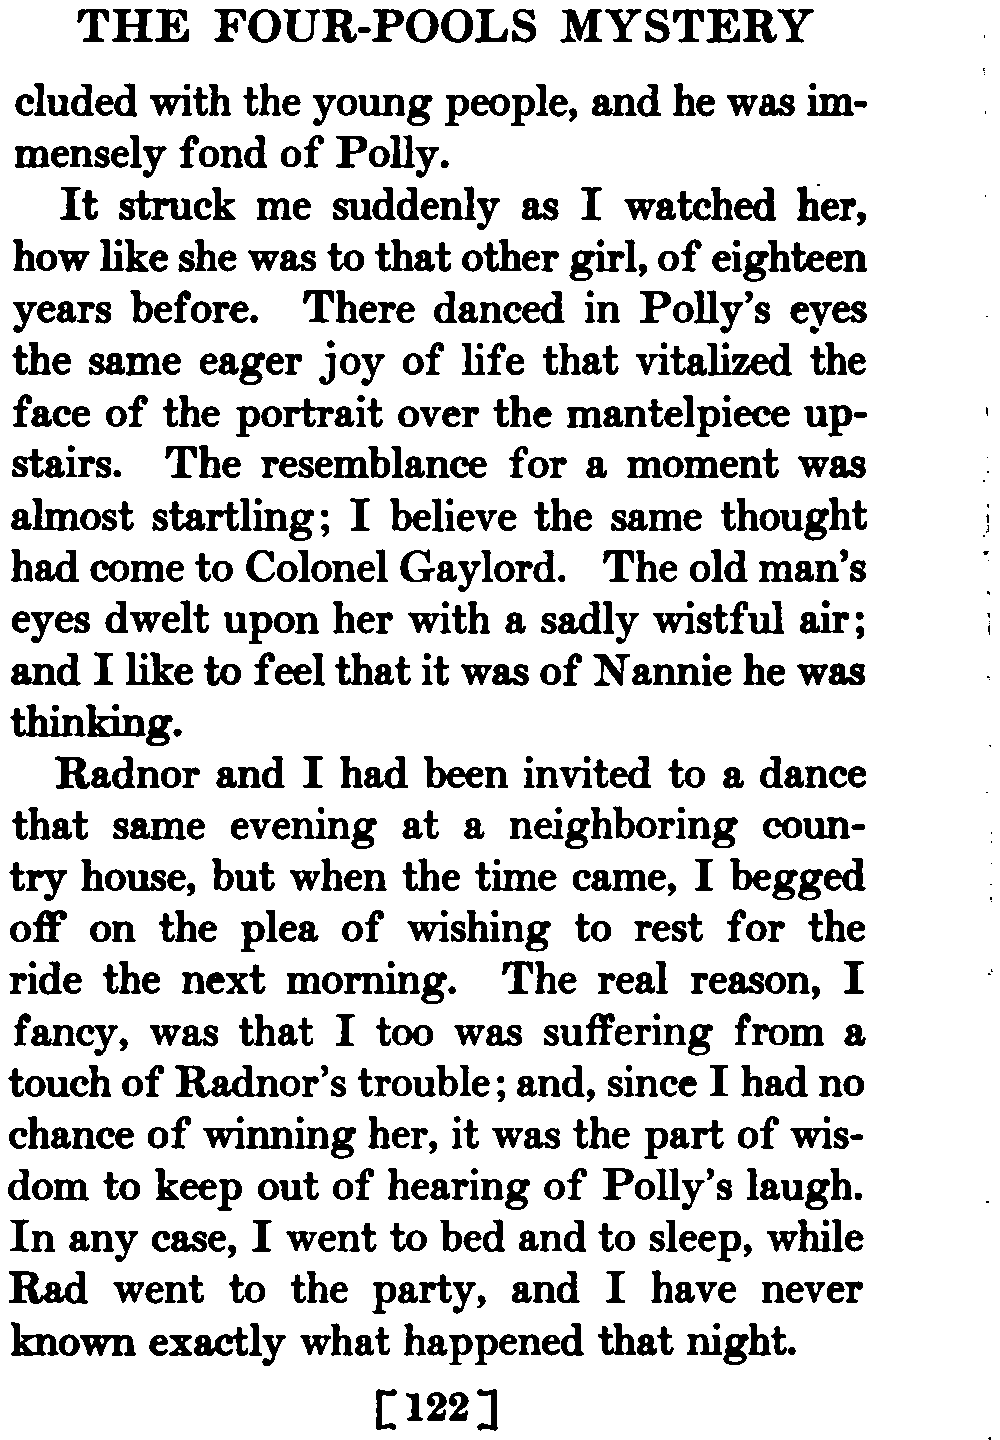 THE FOUR-POOLS MYSTERY
cluded with the young people, and he was im-
mensely fond of Polly.
It struck me suddenly as I watched her,
how like she was to that other girl, of eighteen
years before. There danced in Polly's eyes
the same eager joy of life that vitalized the
face of the portrait over the mantelpiece up-
stairs. The resemblance for a moment was
almost startling; I believe the same thought
had come to Colonel Gaylord. The old man's
eyes dwelt upon her with a sadly wistful air;
and I like to feel that it was of Nannie he was
thinking.
Radnor and I had been invited to a dance
that same evening at a neighboring coun-
try house, but when the time came, I begged
off on the plea of wishing to rest for the
ride the next morning. The real reason, I
fancy, was that I too was suffering from a
touch of Radnor's trouble; and, since I had no
chance of winning her, it was the part of wis-
dom to keep out of hearing of Polly's laugh.
In any case, I went to bed and to sleep, while
Rad went to the party, and I have never
known exactly what happened that night.
[122]